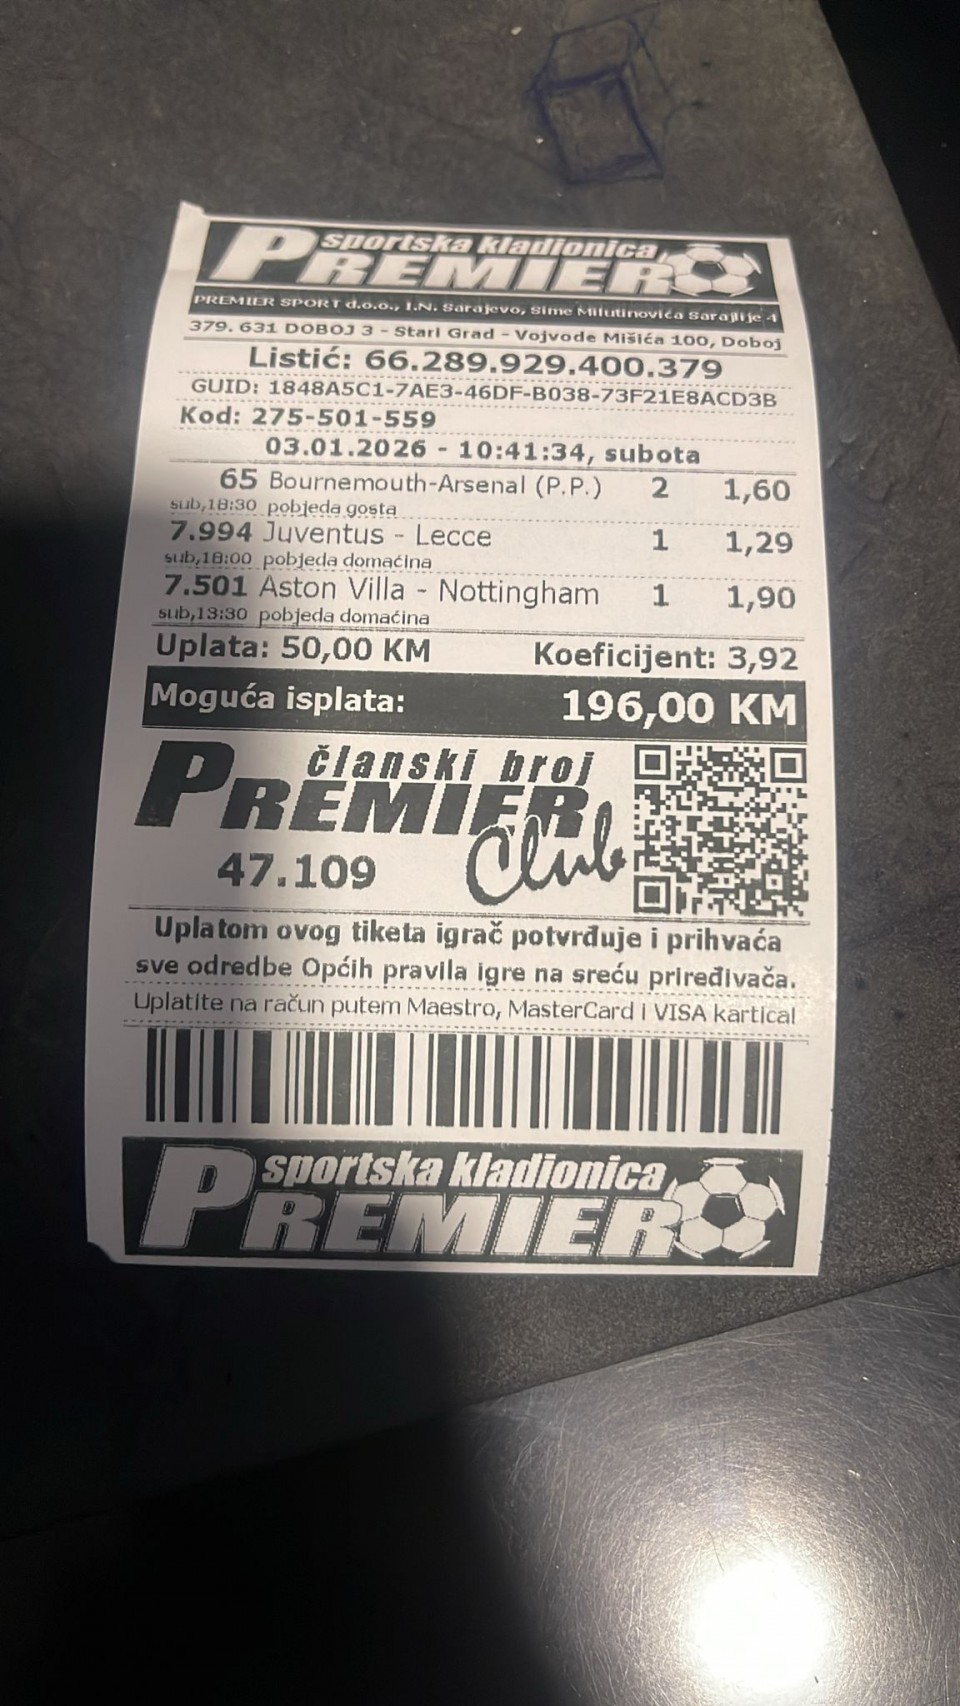 sportska kladionica
PREMIER
PREMIER SPORT d.o.o., I.N. Sarajevo, Sime Milutinovića Sarajlije 4
379. 631 DOBOJ 3 - Stari Grad - Vojvode Mišića 100, Doboj
Listić: 66.289.929.400.379
GUID: 1848A5C1-7AE3-46DF-B038-73F21E8ACD3B
Kod: 275-501-559
03.01.2026 - 10:41:34, subota
65 Bournemouth-Arsenal (P.P.) 2 1,60
sub,18:30 pobjeda gosta
7.994 Juventus - Lecce 1 1,29
sub,18:00 pobjeda domaćina
7.501 Aston Villa - Nottingham 1 1,90
sub,13:30 pobjeda domaćina
Uplata: 50,00 KM Koeficijent: 3,92
Moguća isplata: 196,00 KM
članski broj
PREMIER
Club
47.109
Uplatom ovog tiketa igrač potvrđuje i prihvaća
sve odredbe Općih pravila igre na sreću priređivača.
Uplatite na račun putem Maestro, MasterCard i VISA kartica!
sportska kladionica
PREMIER